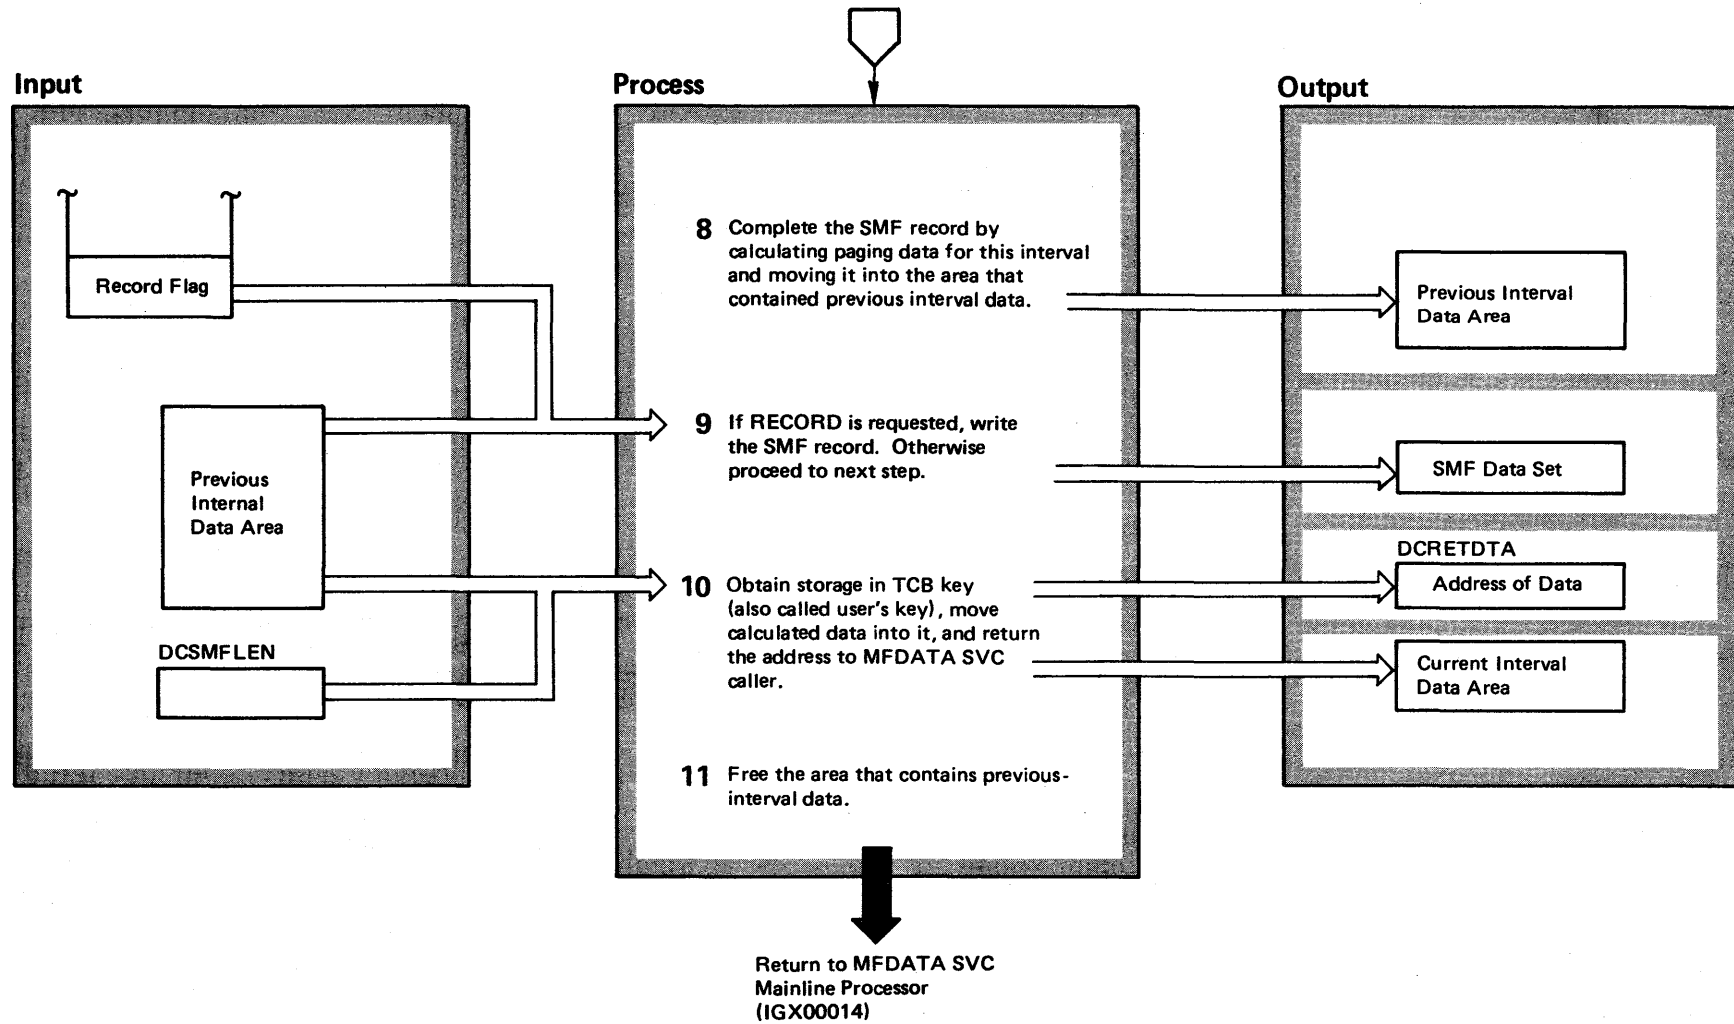 Input
Record Flag
Previous
Internal
Data Area
DCSMFLEN
Process
8 Complete the SMF record by
calculating paging data for this interval
and moving it into the area that
contained previous interval data.
9 If RECORD is requested, write
the SMF record. Otherwise
proceed to next step.
10 Obtain storage in TCB key
(also called user's key), move
calculated data into it, and return
the address to MFDATA SVC
caller.
11 Free the area that contains previous-
interval data.
Return to MFDATA SVC
Mainline Processor
(IGX00014)
Output
Previous Interval
Data Area
SMF Data Set
DCRETDTA
Address of Data
Current Interval
Data Area